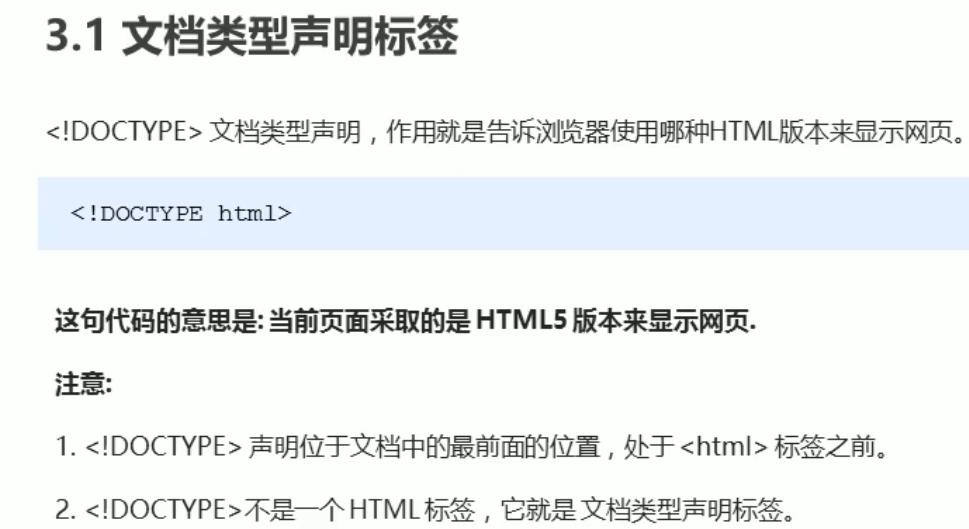 3.1 文档类型声明标签
<!DOCTYPE> 文档类型声明，作用就是告诉浏览器使用哪种HTML版本来显示网页。
<!DOCTYPE html>
这句代码的意思是: 当前页面采取的是 HTML5 版本来显示网页.
注意:
1. <!DOCTYPE> 声明位于文档中的最前面的位置，处于 <html> 标签之前。
2. <!DOCTYPE>不是一个 HTML 标签，它就是 文档类型声明标签。